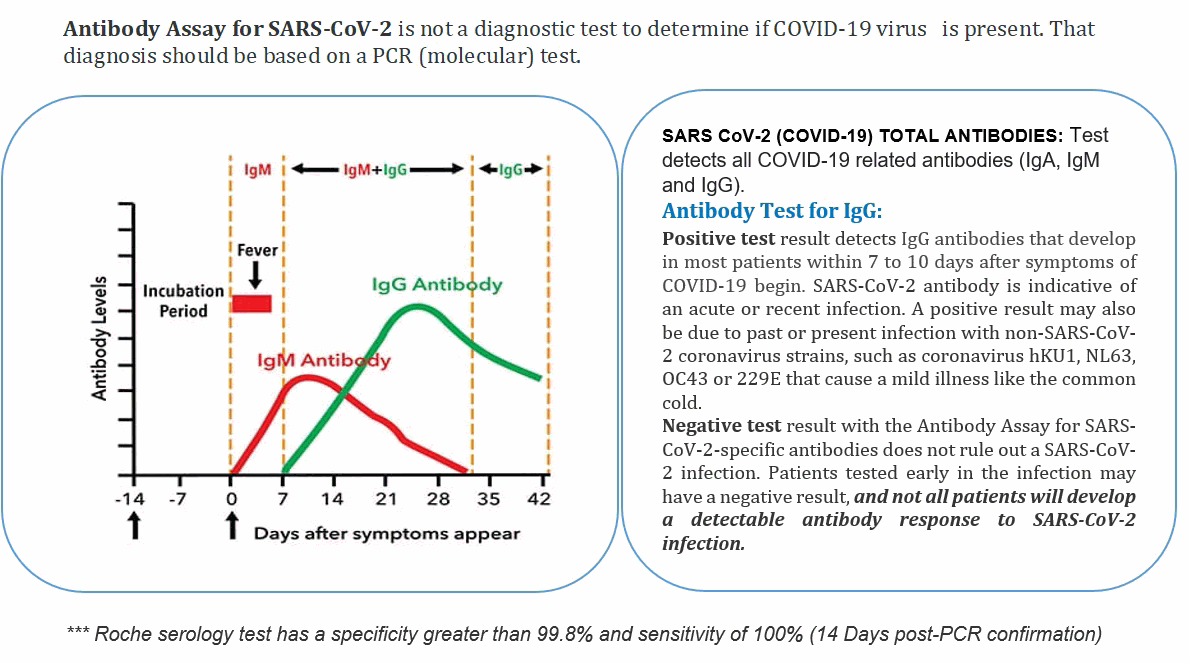 Antibody Assay for SARS-CoV-2 is not a diagnostic test to determine if COVID-19 virus is present. That
diagnosis should be based on a PCR (molecular) test.
IgM
IgM+IgG
IgG
Fever
Incubation
Period
IgG Antibody
IgM Antibody
Antibody Levels
-14 -7 0 7 14 21 28 35 42
Days after symptoms appear
SARS CoV-2 (COVID-19) TOTAL ANTIBODIES: Test
detects all COVID-19 related antibodies (IgA, IgM
and IgG).
Antibody Test for IgG:
Positive test result detects IgG antibodies that develop
in most patients within 7 to 10 days after symptoms of
COVID-19 begin. SARS-CoV-2 antibody is indicative of
an acute or recent infection. A positive result may also
be due to past or present infection with non-SARS-CoV-
2 coronavirus strains, such as coronavirus hKU1, NL63,
OC43 or 229E that cause a mild illness like the common
cold.
Negative test result with the Antibody Assay for SARS-
CoV-2-specific antibodies does not rule out a SARS-CoV-
2 infection. Patients tested early in the infection may
have a negative result, and not all patients will develop
a detectable antibody response to SARS-CoV-2
infection.
*** Roche serology test has a specificity greater than 99.8% and sensitivity of 100% (14 Days post-PCR confirmation)